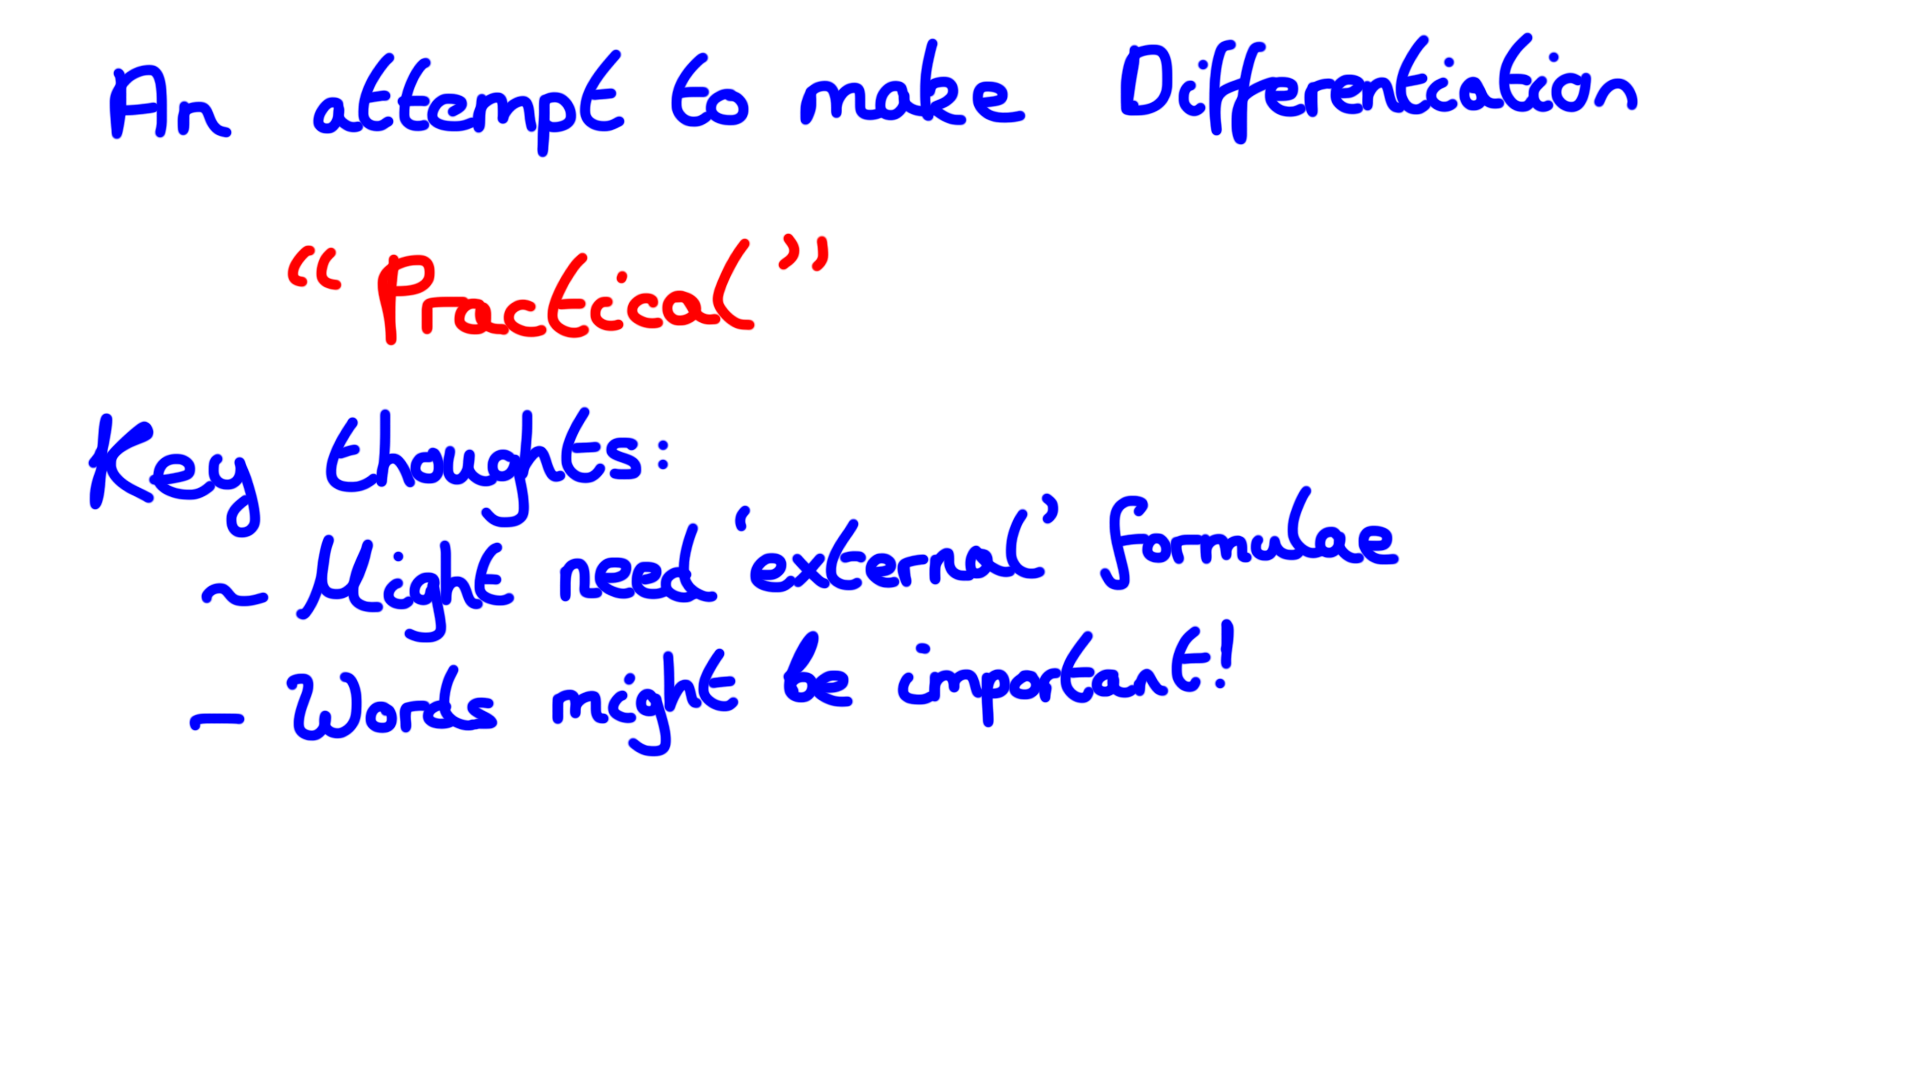 An attempt to make Differentiation
“Practical”
Key thoughts:
~ Might need ‘external’ formulae
- Words might be important!